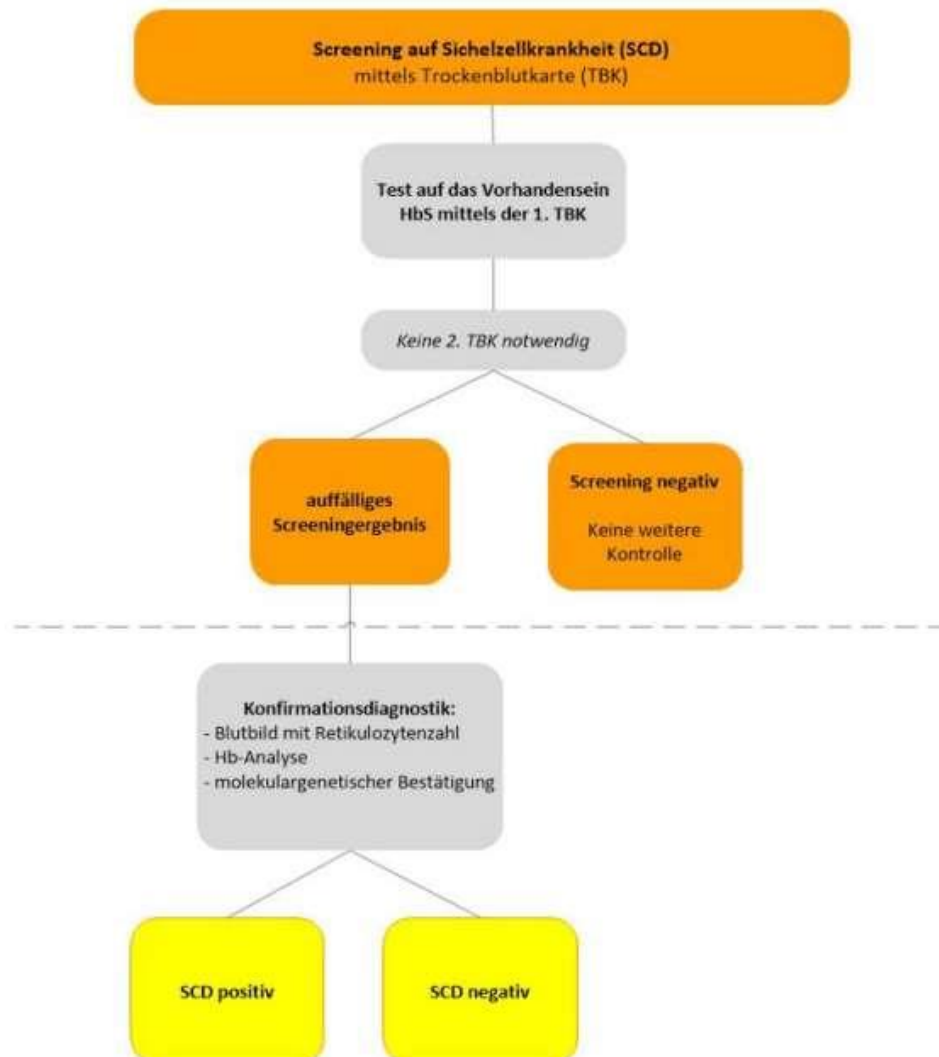 Screening auf Sichelzellkrankheit (SCD)
mittels Trockenblutkarte (TBK)
Test auf das Vorhandensein
HbS mittels der 1. TBK
Keine 2. TBK notwendig
auffälliges
Screeningergebnis
Screening negativ
Keine weitere
Kontrolle
Konfirmationsdiagnostik:
- Blutbild mit Retikulozytenzahl
- Hb-Analyse
- molekulargenetischer Bestätigung
SCD positiv
SCD negativ